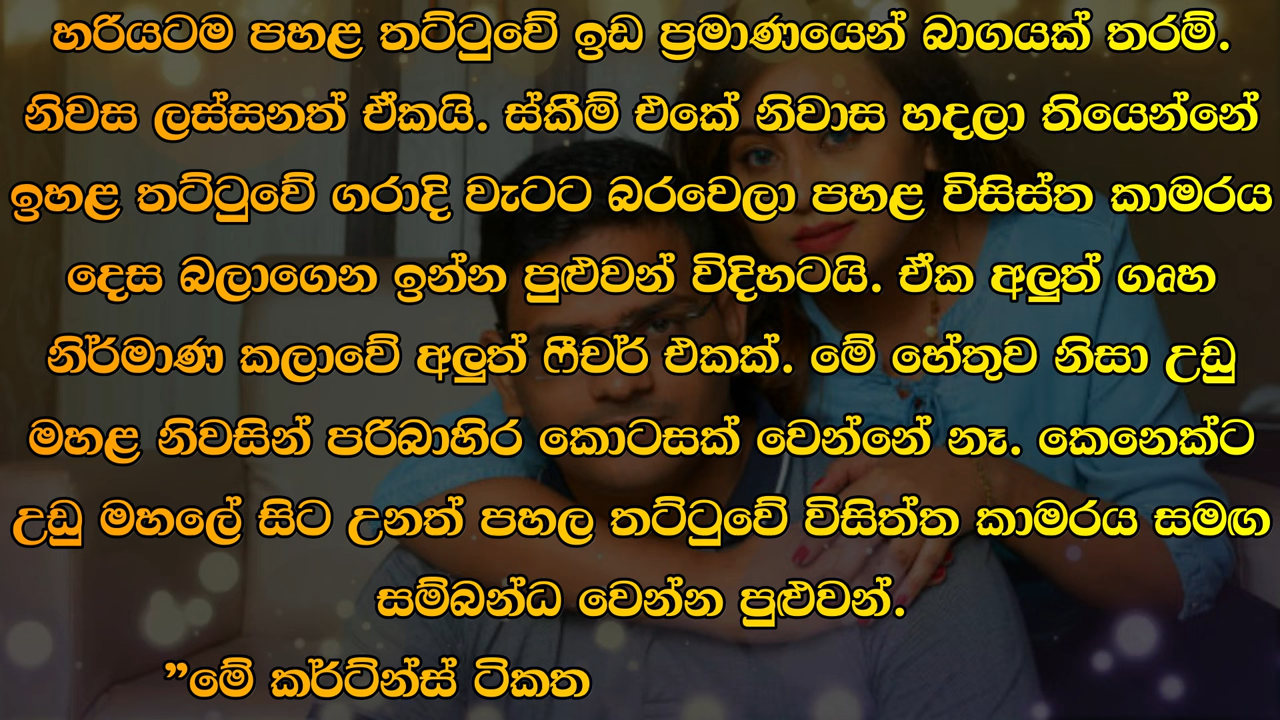 හරියටම පහළ තට්ටුවේ ඉඩ ප්‍රමාණයෙන් බාගයක් තරම්.
නිවස ලස්සනත් ඒකයි. ස්කීම් එකේ නිවාස හදලා තියෙන්නේ
ඉහළ තට්ටුවේ ගරාදි වැටට බරවෙලා පහළ විසිස්ත කාමරය
දෙස බලාගෙන ඉන්න පුළුවන් විදිහටයි. ඒක අලුත් ගෘහ
නිර්මාණ කලාවේ අලුත් ෆීචර් එකක්. මේ හේතුව නිසා උඩු
මහළ නිවසින් පරිබාහිර කොටසක් වෙන්නේ නෑ. කෙනෙක්ට
උඩු මහලේ සිට උනත් පහල තට්ටුවේ විසිත්ත කාමරය සමඟ
සම්බන්ධ වෙන්න පුළුවන්.
”මේ කර්ටින්ස් ටිකත